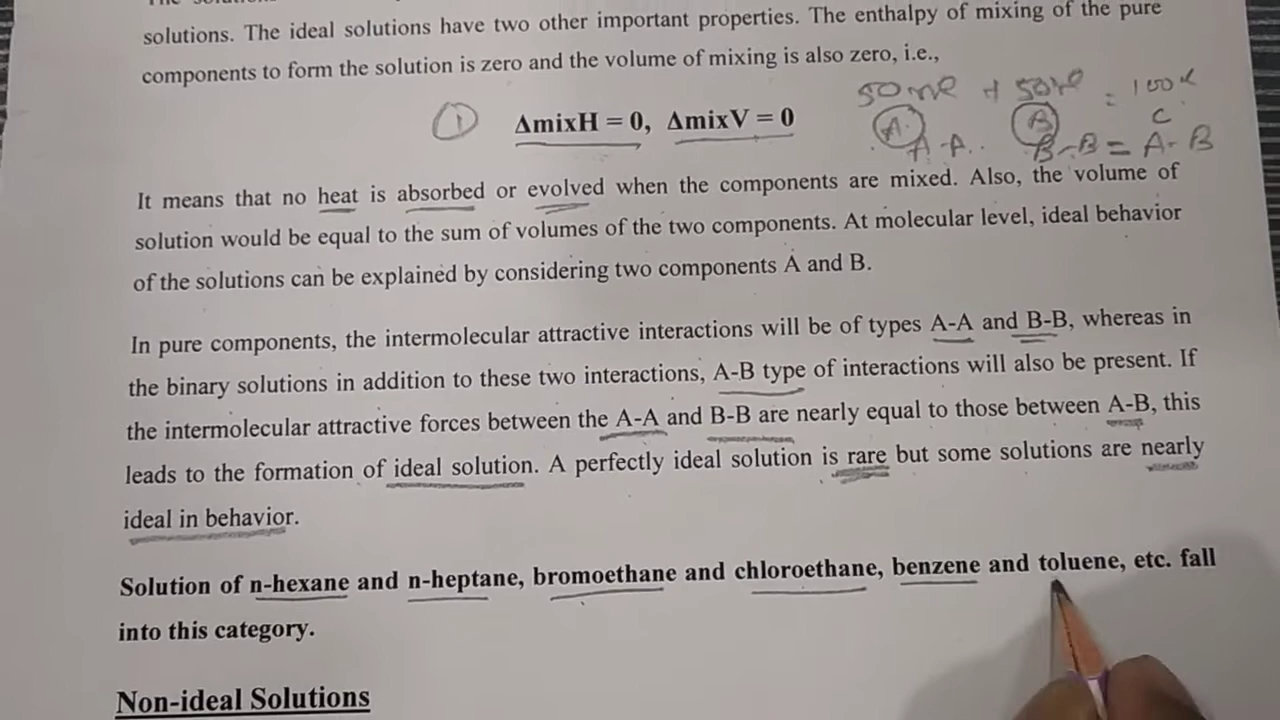 solutions. The ideal solutions have two other important properties. The enthalpy of mixing of the pure
components to form the solution is zero and the volume of mixing is also zero, i.e.,
50 ml + 50 ml = 100
① ΔmixH = 0, ΔmixV = 0 A B C
A-A B-B = A-B
It means that no heat is absorbed or evolved when the components are mixed. Also, the volume of
solution would be equal to the sum of volumes of the two components. At molecular level, ideal behavior
of the solutions can be explained by considering two components A and B.
In pure components, the intermolecular attractive interactions will be of types A-A and B-B, whereas in
the binary solutions in addition to these two interactions, A-B type of interactions will also be present. If
the intermolecular attractive forces between the A-A and B-B are nearly equal to those between A-B, this
leads to the formation of ideal solution. A perfectly ideal solution is rare but some solutions are nearly
ideal in behavior.
Solution of n-hexane and n-heptane, bromoethane and chloroethane, benzene and toluene, etc. fall
into this category.
Non-ideal Solutions